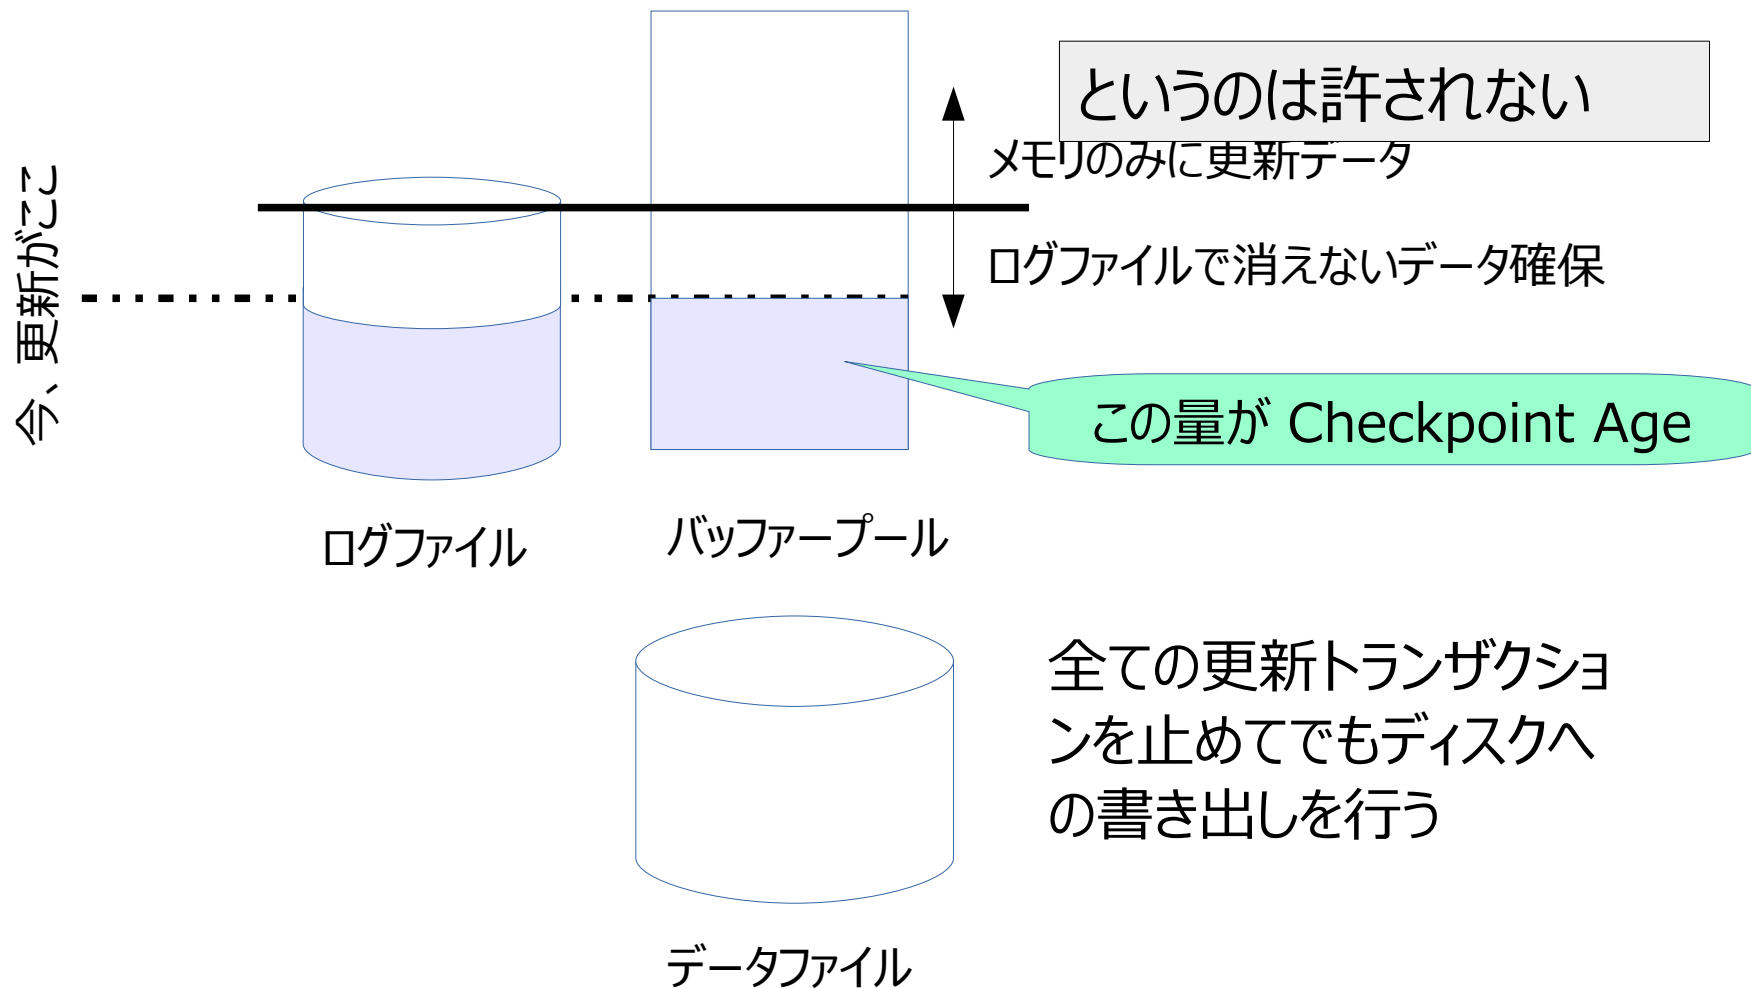 というのは許されない
メモリのみに更新データ
今、更新がここ
ログファイルで消えないデータ確保
この量が Checkpoint Age
ログファイル
バッファープール
全ての更新トランザクショ
ンを止めてでもディスクへ
の書き出しを行う
データファイル